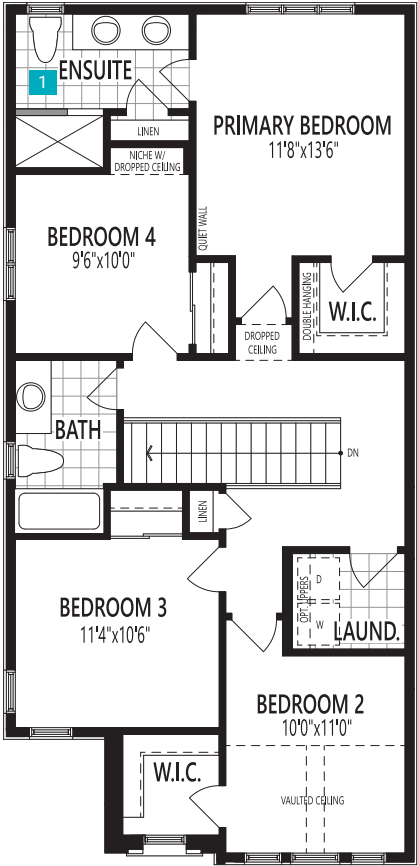 1
ENSUITE
LINEN
PRIMARY BEDROOM
11'8"x13'6"
NICHE W/
DROPPED CEILING
QUIET WALL
BEDROOM 4
9'6"x10'0"
DOUBLE HANGING
W.I.C.
DROPPED
CEILING
BATH
DN
LINEN
BEDROOM 3
11'4"x10'6"
OPT. UPPERS
D
W
LAUND.
BEDROOM 2
10'0"x11'0"
W.I.C.
VAULTED CEILING